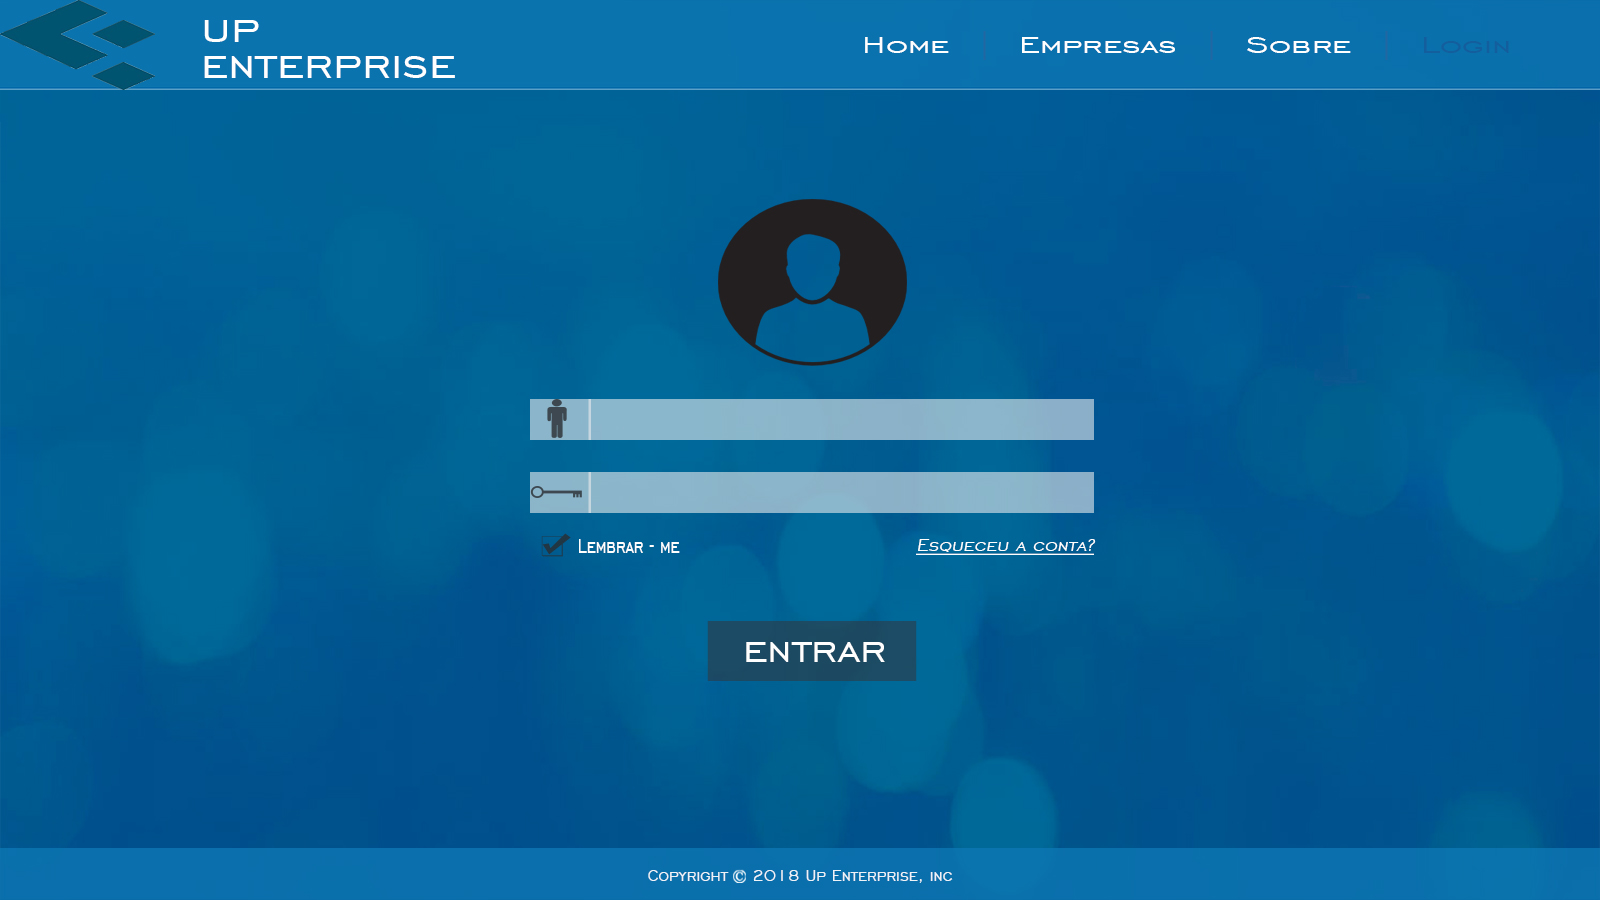 UP
ENTERPRISE
Home
Empresas
Sobre
Login
Lembrar - me
Esqueceu a conta?
ENTRAR
Copyright © 2018 Up Enterprise, inc